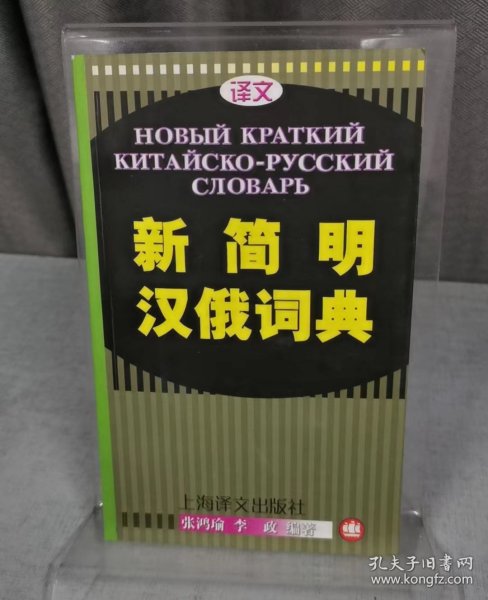 译文
НОВЫЙ КРАТКИЙ
КИТАЙСКО-РУССКИЙ
СЛОВАРЬ
新简明
汉俄词典
上海译文出版社
张鸿瑜 李 政 编著
孔夫子旧书网
www.kongfz.com